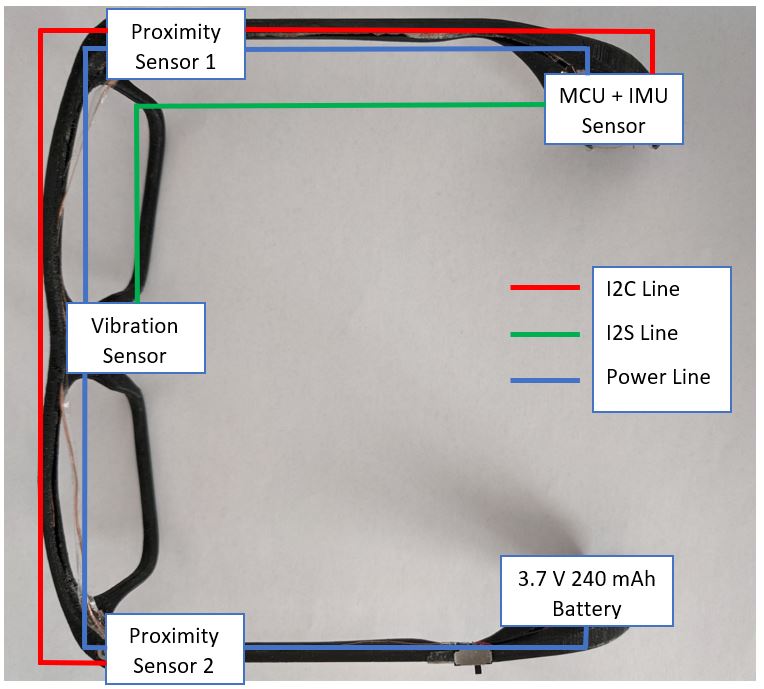 Proximity
Sensor 1
MCU + IMU
Sensor
I2C Line
I2S Line
Power Line
Vibration
Sensor
3.7 V 240 mAh
Battery
Proximity
Sensor 2